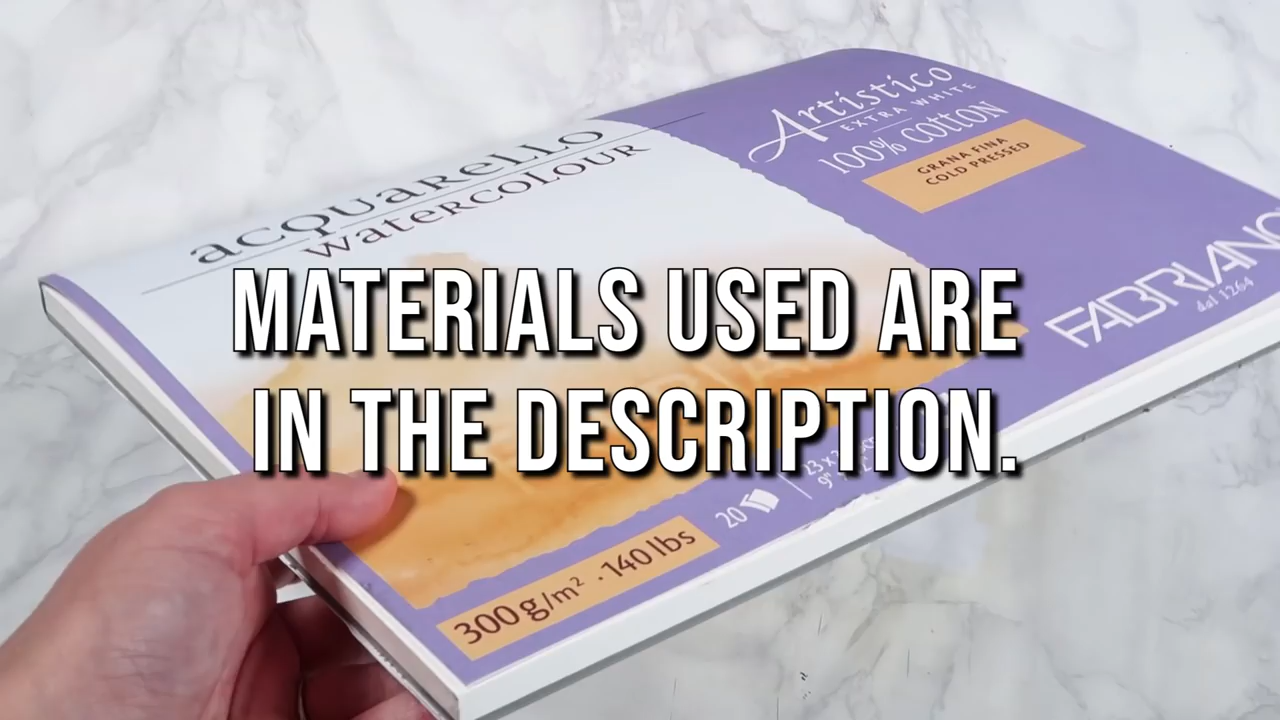 acquarello
watercolour
Artistico
EXTRA WHITE
100% cotton
GRANA FINA
COLD PRESSED
FABRIANO
dal 1264
MATERIALS USED ARE
IN THE DESCRIPTION.
20
300g/m² · 140 lbs